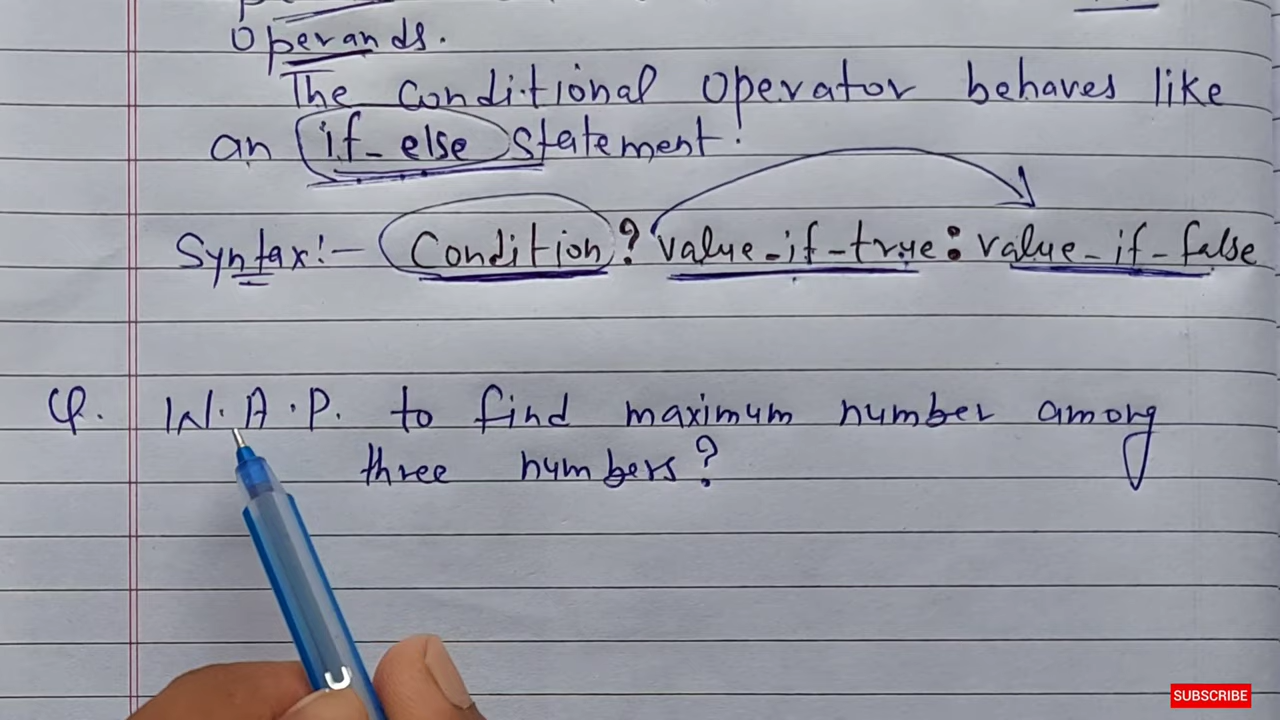 Operands.
The conditional operator behaves like
an if-else statement.
Syntax:- Condition ? value-if-true : value-if-false
Q. W.A.P. to find maximum number among
three numbers?
SUBSCRIBE